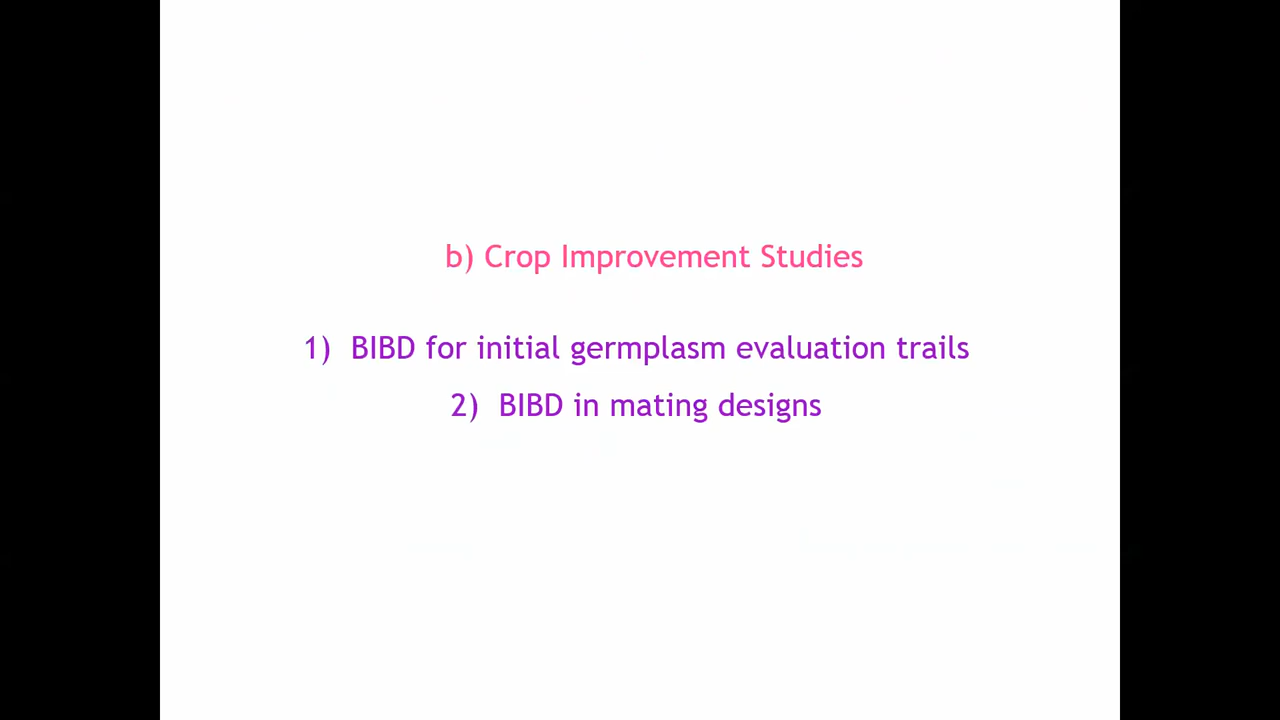 b) Crop Improvement Studies
1) BIBD for initial germplasm evaluation trails
2) BIBD in mating designs